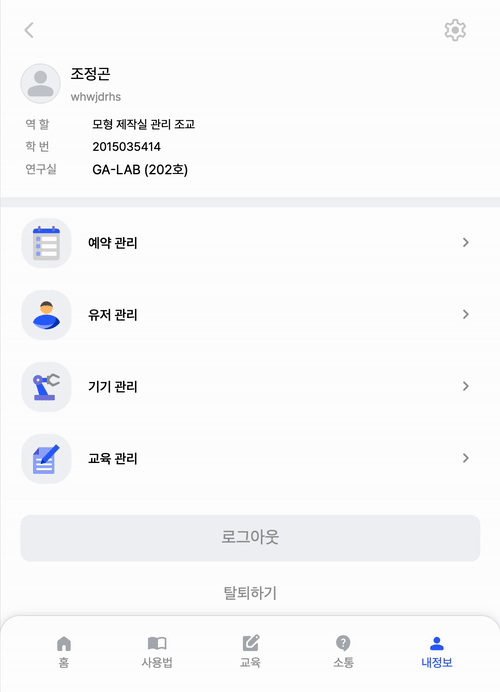 조정곤
whwjdrhs
역 할 모형 제작실 관리 조교
학 번 2015035414
연구실 GA-LAB (202호)
예약 관리
유저 관리
기기 관리
교육 관리
로그아웃
탈퇴하기
홈 사용법 교육 소통 내정보